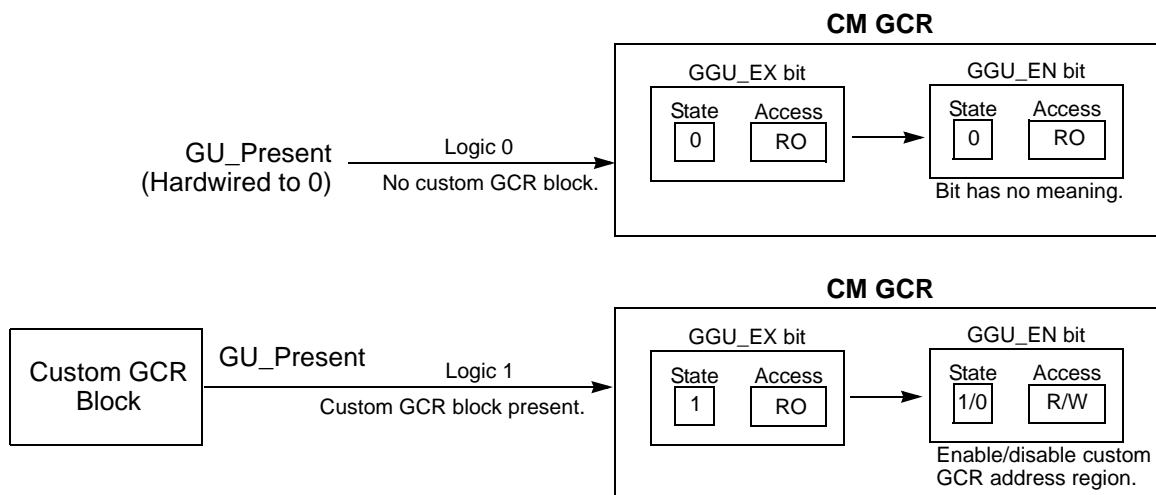 CM GCR
GGU_EX bit
GGU_EN bit
State Access
State Access
0 RO
0 RO
GU_Present
(Hardwired to 0)
Logic 0
No custom GCR block.
Bit has no meaning.
CM GCR
GGU_EX bit
GGU_EN bit
Custom GCR
Block
GU_Present
Logic 1
Custom GCR block present.
State Access
State Access
1 RO
1/0 R/W
Enable/disable custom
GCR address region.